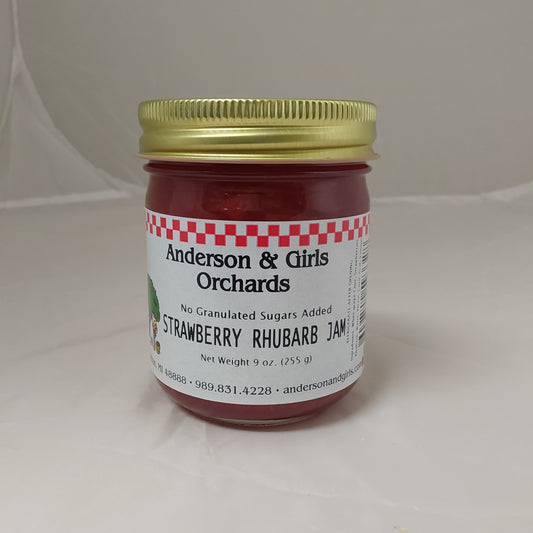 Anderson & Girls
Orchards
No Granulated Sugars Added
STRAWBERRY RHUBARB JAM
Net Weight 9 oz. (255 g)
MI 48888 • 989.831.4228 • andersonandgirls.co